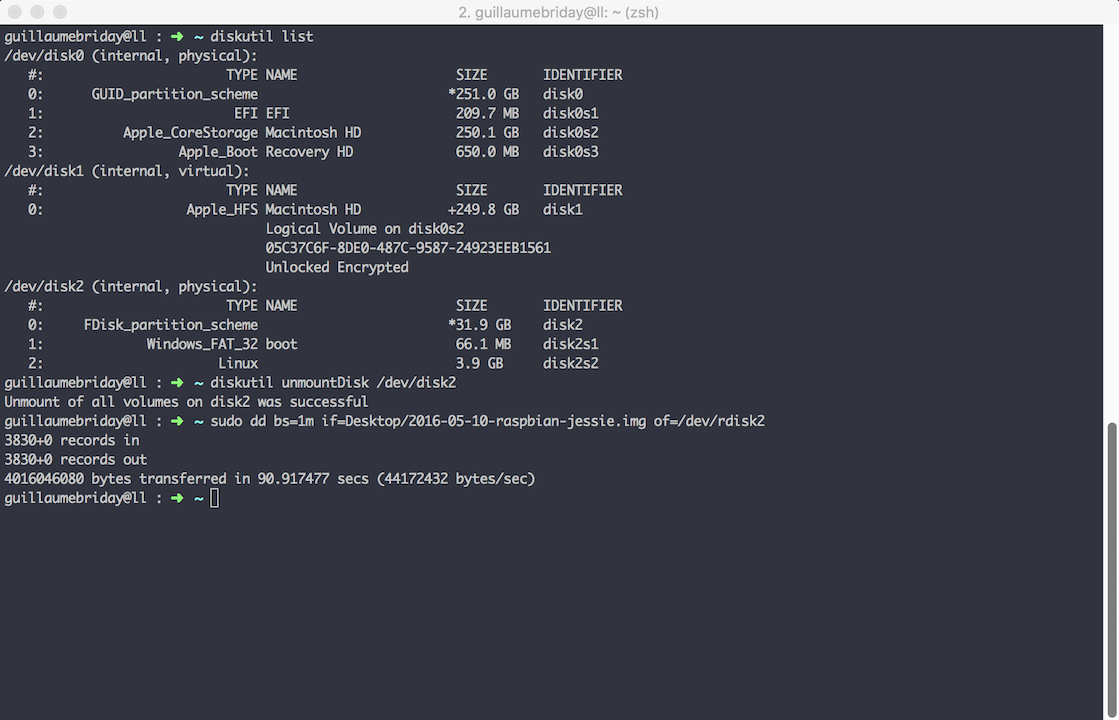 2. guillaumebriday@ll: ~ (zsh)
guillaumebriday@ll : ➜  ~ diskutil list
/dev/disk0 (internal, physical):
   #:                       TYPE NAME                    SIZE       IDENTIFIER
   0:      GUID_partition_scheme                        *251.0 GB   disk0
   1:                        EFI EFI                     209.7 MB   disk0s1
   2:          Apple_CoreStorage Macintosh HD            250.1 GB   disk0s2
   3:                 Apple_Boot Recovery HD             650.0 MB   disk0s3
/dev/disk1 (internal, virtual):
   #:                       TYPE NAME                    SIZE       IDENTIFIER
   0:                  Apple_HFS Macintosh HD           +249.8 GB   disk1
                                 Logical Volume on disk0s2
                                 05C37C6F-8DE0-487C-9587-24923EEB1561
                                 Unlocked Encrypted
/dev/disk2 (internal, physical):
   #:                       TYPE NAME                    SIZE       IDENTIFIER
   0:     FDisk_partition_scheme                        *31.9 GB    disk2
   1:             Windows_FAT_32 boot                    66.1 MB    disk2s1
   2:                      Linux                         3.9 GB     disk2s2
guillaumebriday@ll : ➜  ~ diskutil unmountDisk /dev/disk2
Unmount of all volumes on disk2 was successful
guillaumebriday@ll : ➜  ~ sudo dd bs=1m if=Desktop/2016-05-10-raspbian-jessie.img of=/dev/rdisk2
3830+0 records in
3830+0 records out
4016046080 bytes transferred in 90.917477 secs (44172432 bytes/sec)
guillaumebriday@ll : ➜  ~